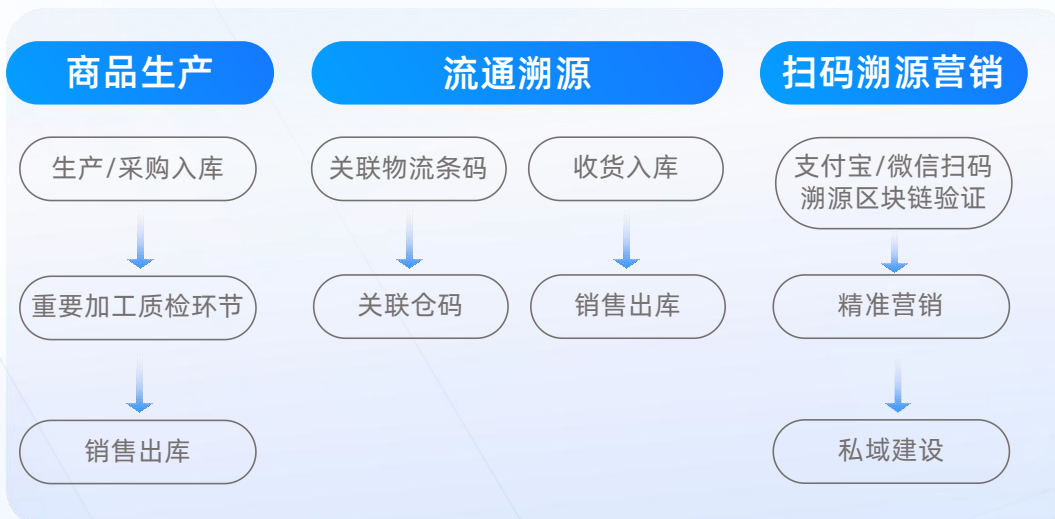 商品生产
生产/采购入库
重要加工质检环节
销售出库
流通溯源
关联物流条码
关联仓码
收货入库
销售出库
扫码溯源营销
支付宝/微信扫码
溯源区块链验证
精准营销
私域建设